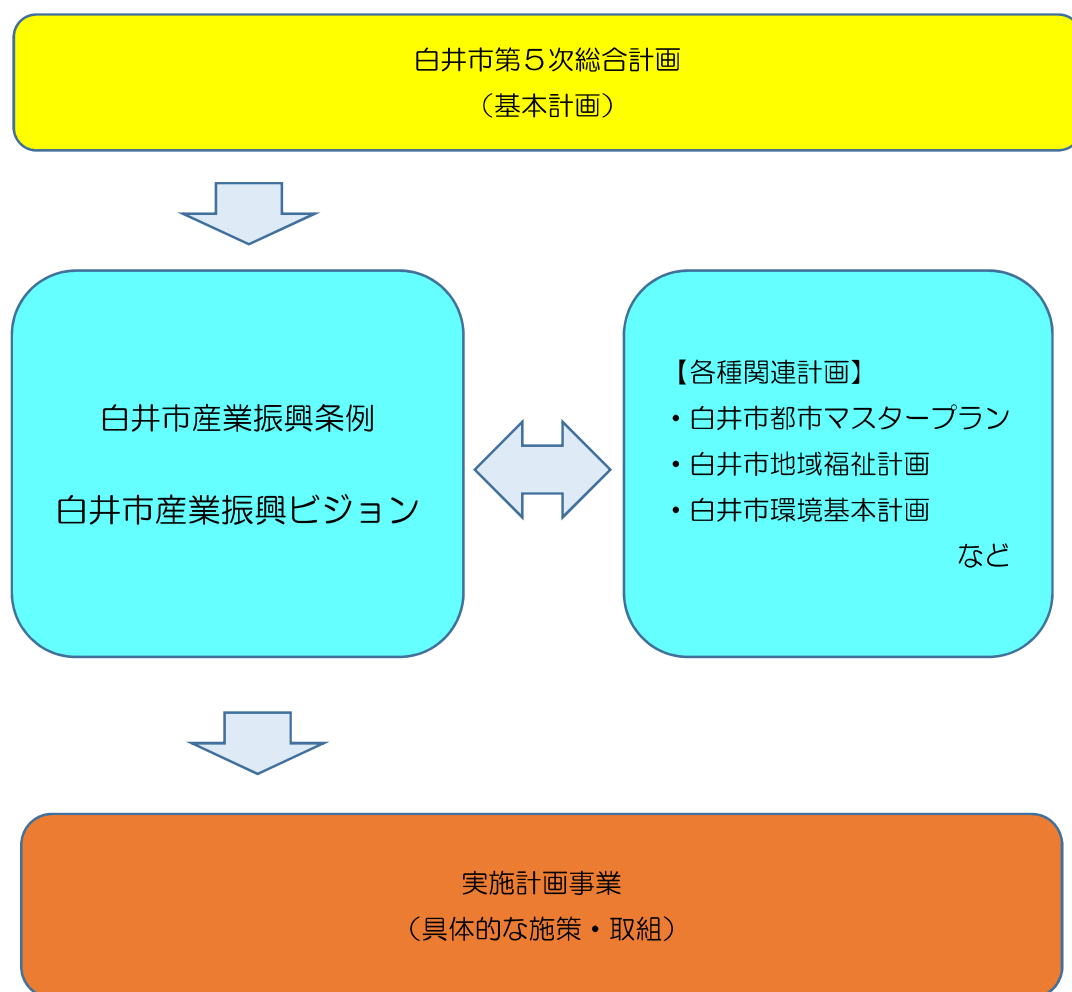 白井市第５次総合計画
（基本計画）
白井市産業振興条例
白井市産業振興ビジョン
【各種関連計画】
・白井市都市マスタープラン
・白井市地域福祉計画
・白井市環境基本計画
など
実施計画事業
（具体的な施策・取組）